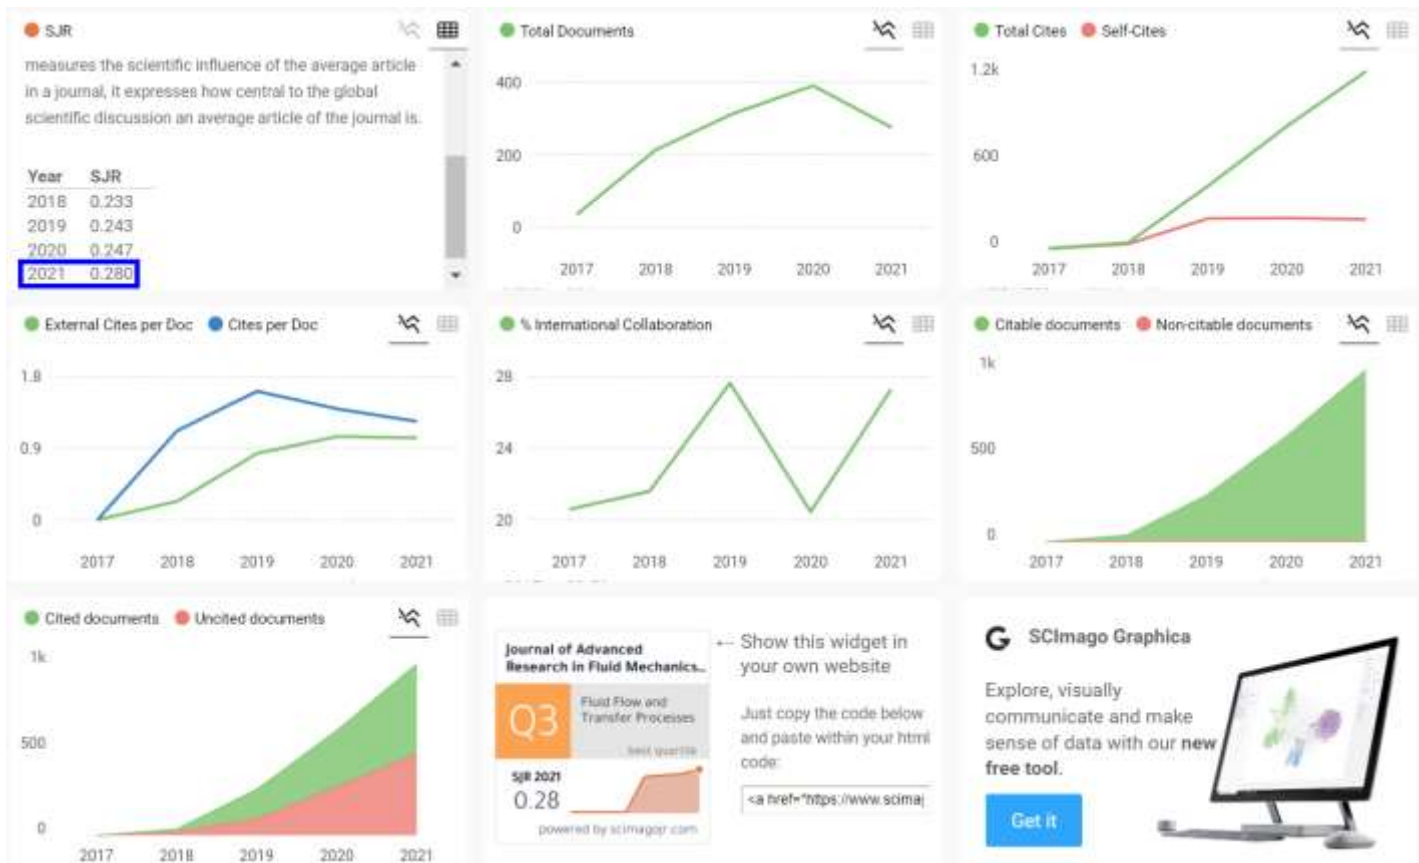 SJR
measures the scientific influence of the average article
in a journal, it expresses how central to the global
scientific discussion an average article of the journal is.
Year SJR
2018 0.233
2019 0.243
2020 0.247
2021 0.280
Total Documents
400
200
0
2017 2018 2019 2020 2021
Total Cites Self-Cites
1.2k
600
0
2017 2018 2019 2020 2021
External Cites per Doc Cites per Doc
1.8
0.9
0
2017 2018 2019 2020 2021
% International Collaboration
28
24
20
2017 2018 2019 2020 2021
Citable documents Non-citable documents
1k
500
0
2017 2018 2019 2020 2021
Cited documents Uncited documents
1k
500
0
2017 2018 2019 2020 2021
Journal of Advanced
Research in Fluid Mechanics...
Q3
Fluid Flow and
Transfer Processes
best quartile
SJR 2021
0.28
powered by scimagojr.com
← Show this widget in
your own website
Just copy the code below
and paste within your html
code:
<a href="https://www.scimaj
G SCImago Graphica
Explore, visually
communicate and make
sense of data with our new
free tool.
Get it